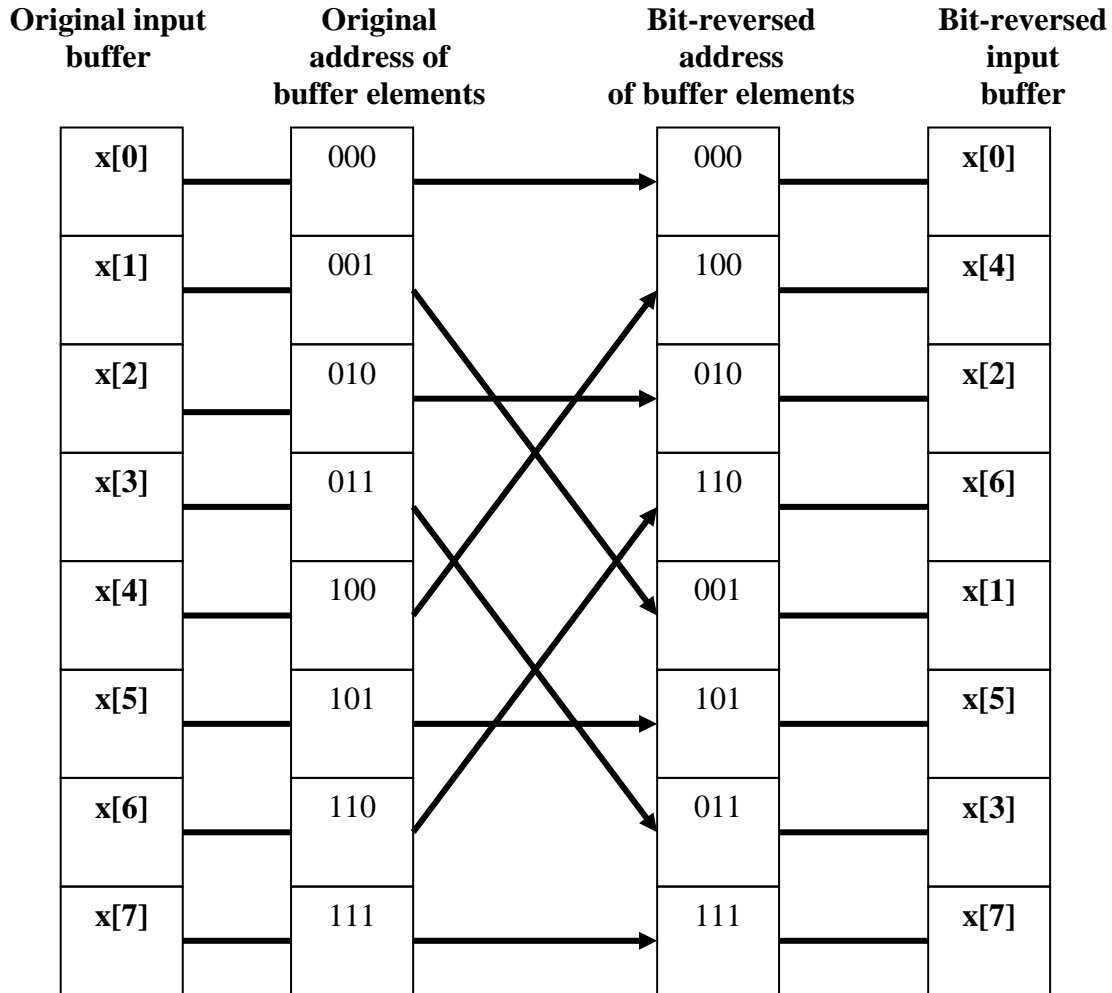 Original input
buffer
Original
address of
buffer elements
Bit-reversed
address
of buffer elements
Bit-reversed
input
buffer
x[0] 000 000 x[0]
x[1] 001 100 x[4]
x[2] 010 010 x[2]
x[3] 011 110 x[6]
x[4] 100 001 x[1]
x[5] 101 101 x[5]
x[6] 110 011 x[3]
x[7] 111 111 x[7]